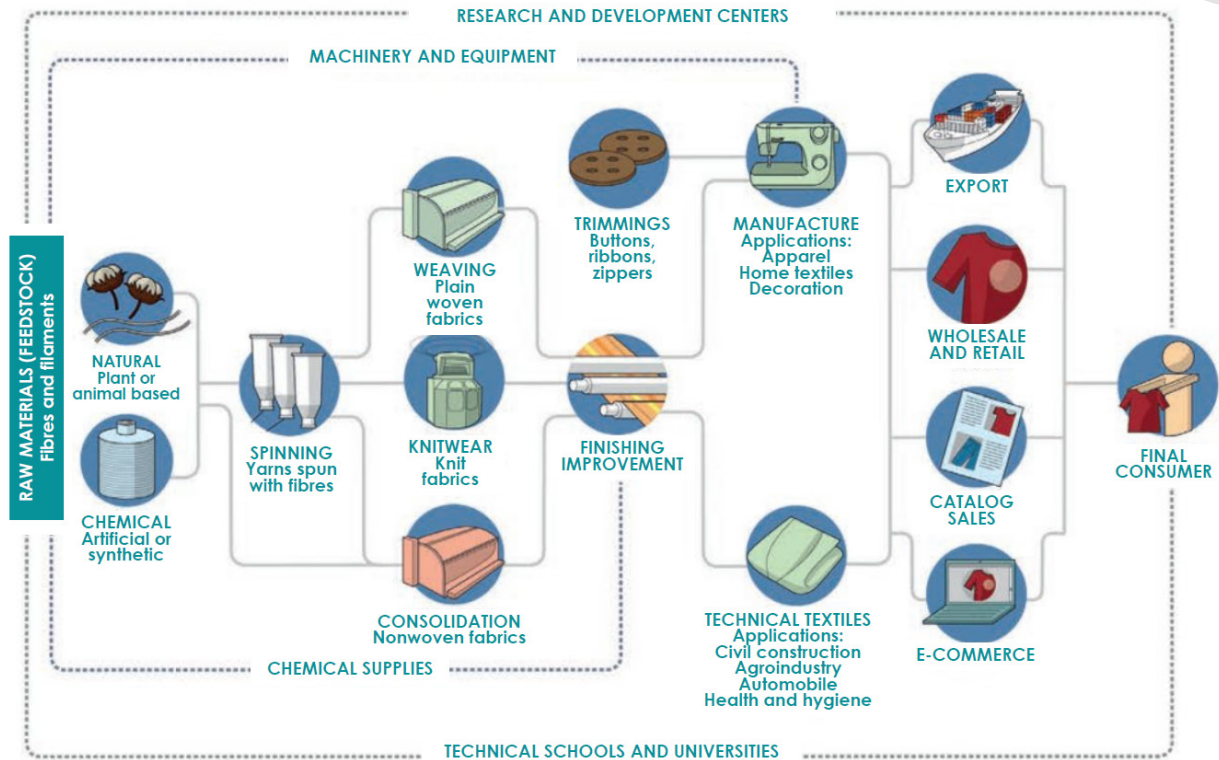 RESEARCH AND DEVELOPMENT CENTERS
MACHINERY AND EQUIPMENT
RAW MATERIALS (FEEDSTOCK)
Fibres and filaments
NATURAL
Plant or
animal based
CHEMICAL
Artificial or
synthetic
SPINNING
Yarns spun
with fibres
WEAVING
Plain
woven
fabrics
KNITWEAR
Knit
fabrics
CONSOLIDATION
Nonwoven fabrics
TRIMMINGS
Buttons,
ribbons,
zippers
FINISHING
IMPROVEMENT
MANUFACTURE
Applications:
Apparel
Home textiles
Decoration
TECHNICAL TEXTILES
Applications:
Civil construction
Agroindustry
Automobile
Health and hygiene
EXPORT
WHOLESALE
AND RETAIL
CATALOG
SALES
E-COMMERCE
FINAL
CONSUMER
CHEMICAL SUPPLIES
TECHNICAL SCHOOLS AND UNIVERSITIES